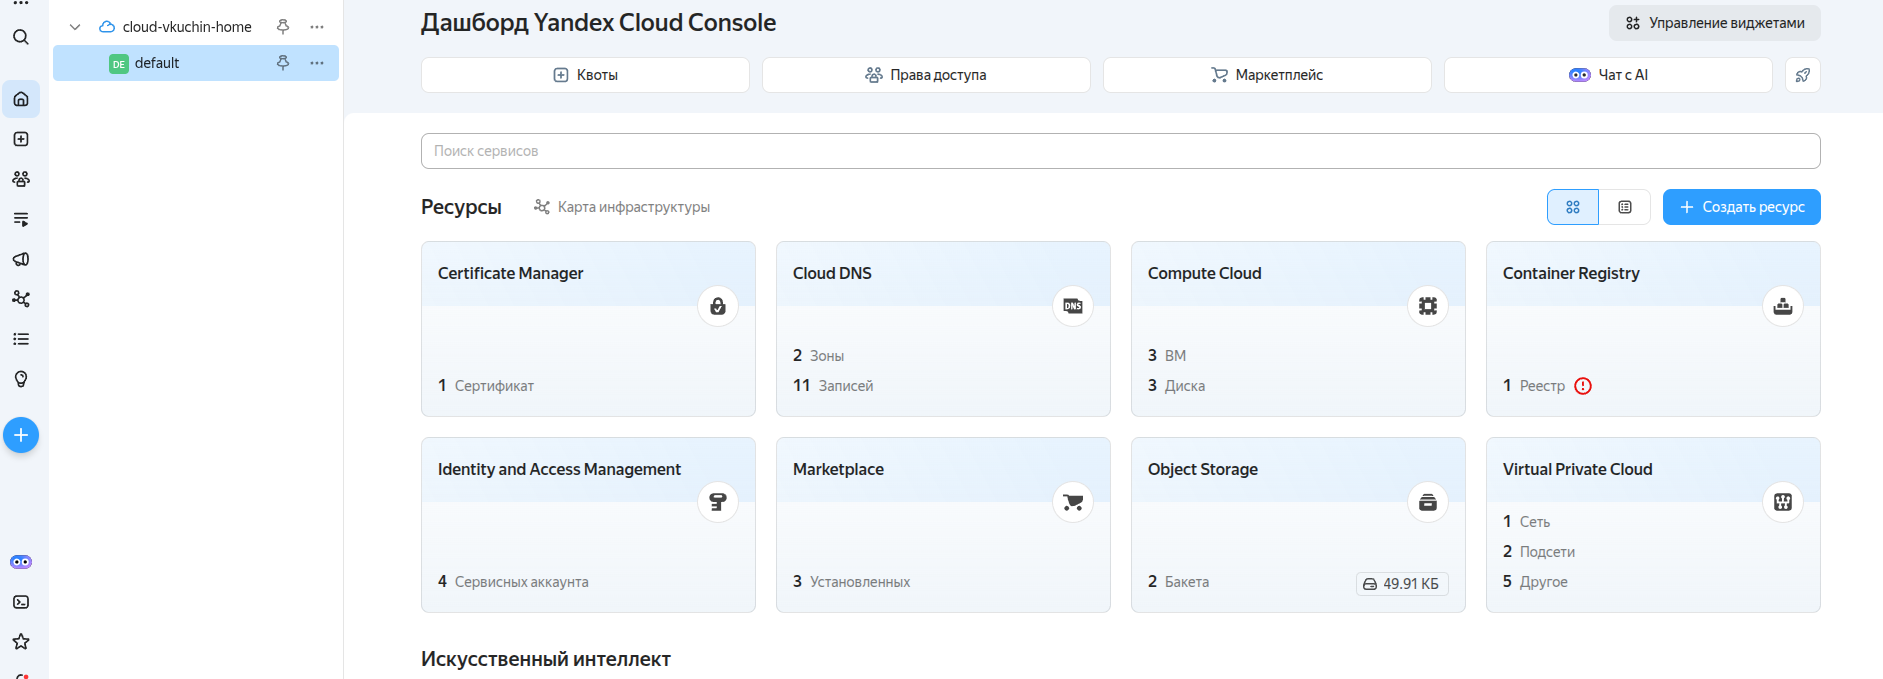 cloud-vkuchin-home
DE default
Дашборд Yandex Cloud Console
Управление виджетами
Квоты
Права доступа
Маркетплейс
Чат с AI
Поиск сервисов
Ресурсы
Карта инфраструктуры
Создать ресурс
Certificate Manager
1 Сертификат
Cloud DNS
DNS
2 Зоны
11 Записей
Compute Cloud
3 ВМ
3 Диска
Container Registry
1 Реестр
Identity and Access Management
4 Сервисных аккаунта
Marketplace
3 Установленных
Object Storage
2 Бакета
49.91 КБ
Virtual Private Cloud
1 Сеть
2 Подсети
5 Другое
Искусственный интеллект